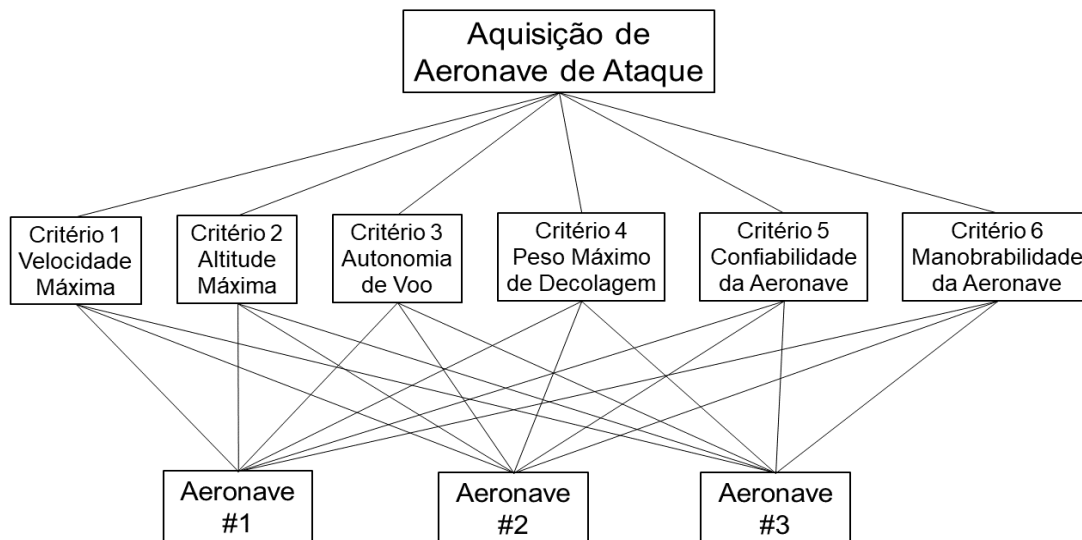 Aquisição de
Aeronave de Ataque
Critério 1
Velocidade
Máxima
Critério 2
Altitude
Máxima
Critério 3
Autonomia
de Voo
Critério 4
Peso Máximo
de Decolagem
Critério 5
Confiabilidade
da Aeronave
Critério 6
Manobrabilidade
da Aeronave
Aeronave
#1
Aeronave
#2
Aeronave
#3